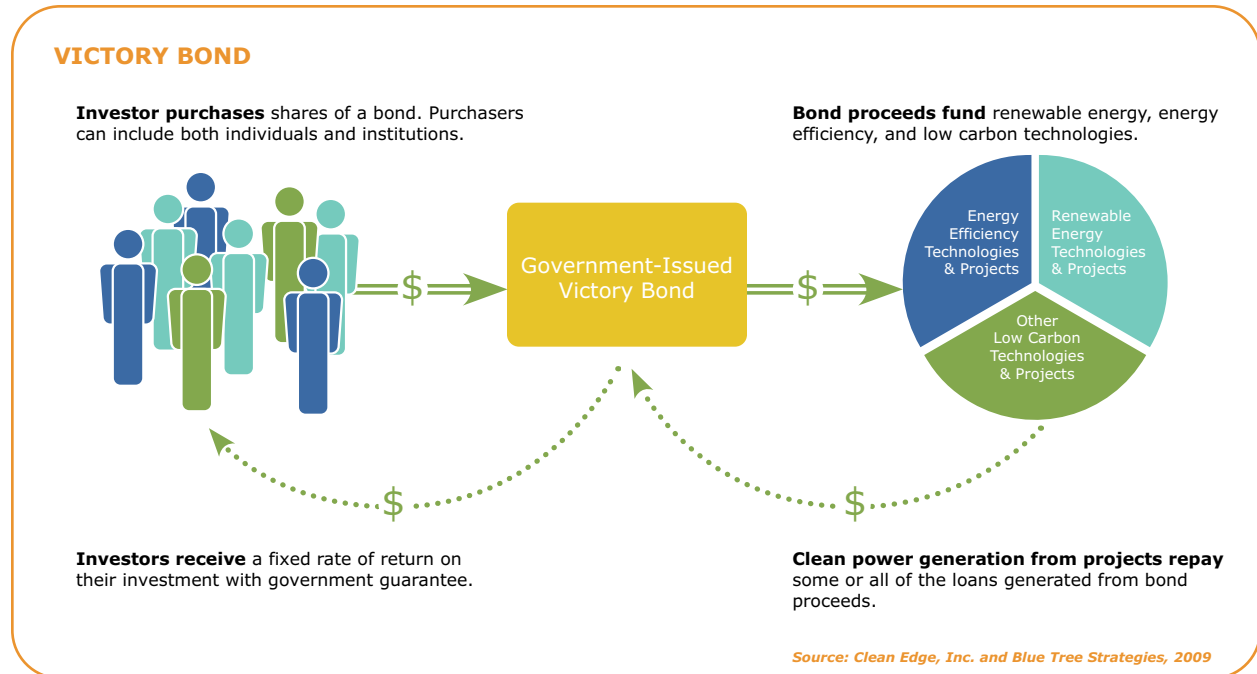 VICTORY BOND
Investor purchases shares of a bond. Purchasers
can include both individuals and institutions.
Bond proceeds fund renewable energy, energy
efficiency, and low carbon technologies.
$
Government-Issued
Victory Bond
$
Energy
Efficiency
Technologies
& Projects
Renewable
Energy
Technologies
& Projects
Other
Low Carbon
Technologies
& Projects
$
$
Investors receive a fixed rate of return on
their investment with government guarantee.
Clean power generation from projects repay
some or all of the loans generated from bond
proceeds.
Source: Clean Edge, Inc. and Blue Tree Strategies, 2009